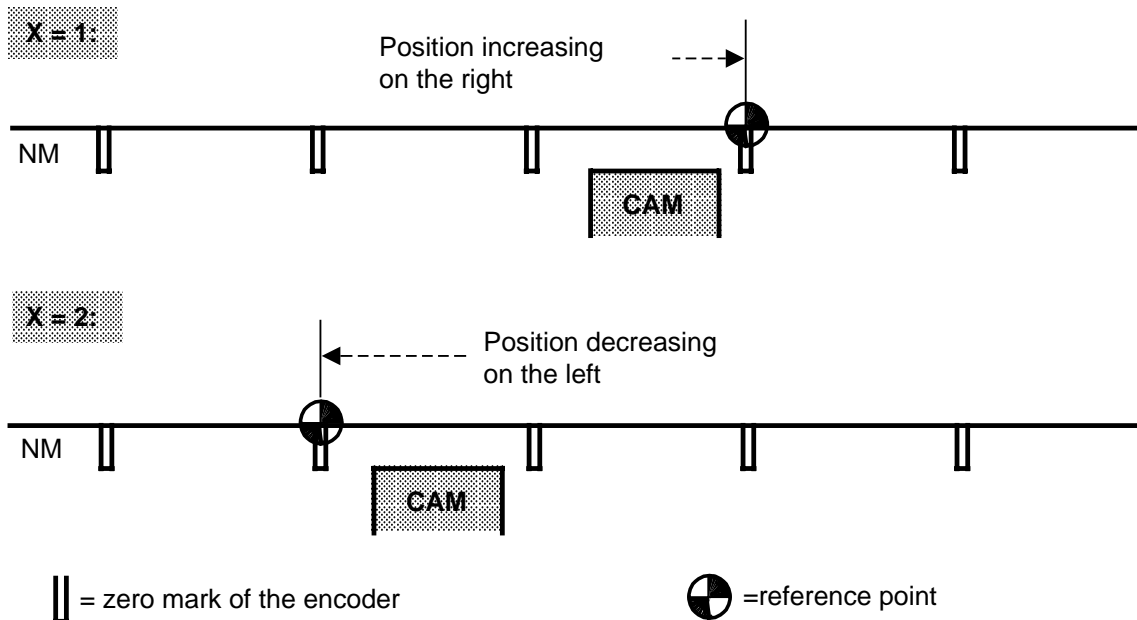 X = 1:
Position increasing
on the right
NM
CAM
X = 2:
Position decreasing
on the left
NM
CAM
= zero mark of the encoder
=reference point